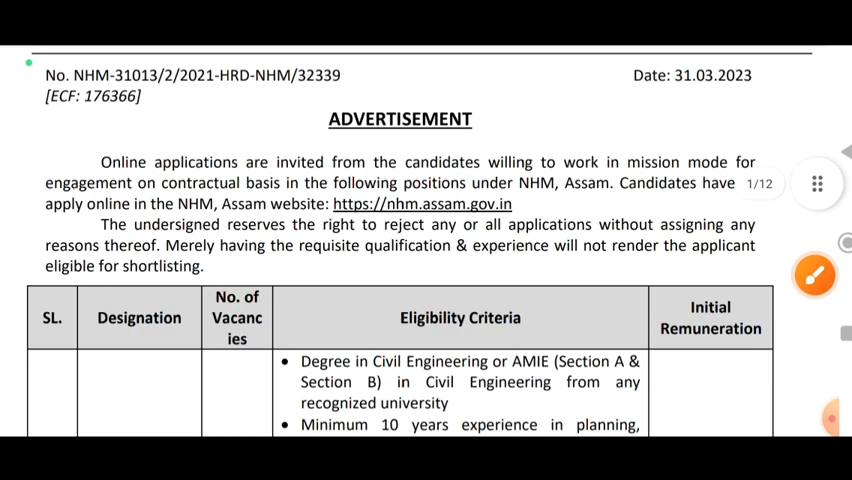 No. NHM-31013/2/2021-HRD-NHM/32339 Date: 31.03.2023
[ECF: 176366]
ADVERTISEMENT
Online applications are invited from the candidates willing to work in mission mode for
engagement on contractual basis in the following positions under NHM, Assam. Candidates have
1/12
apply online in the NHM, Assam website: https://nhm.assam.gov.in
The undersigned reserves the right to reject any or all applications without assigning any
reasons thereof. Merely having the requisite qualification & experience will not render the applicant
eligible for shortlisting.
SL. Designation No. of Vacanc ies Eligibility Criteria Initial Remuneration
• Degree in Civil Engineering or AMIE (Section A &
Section B) in Civil Engineering from any
recognized university
• Minimum 10 years experience in planning,